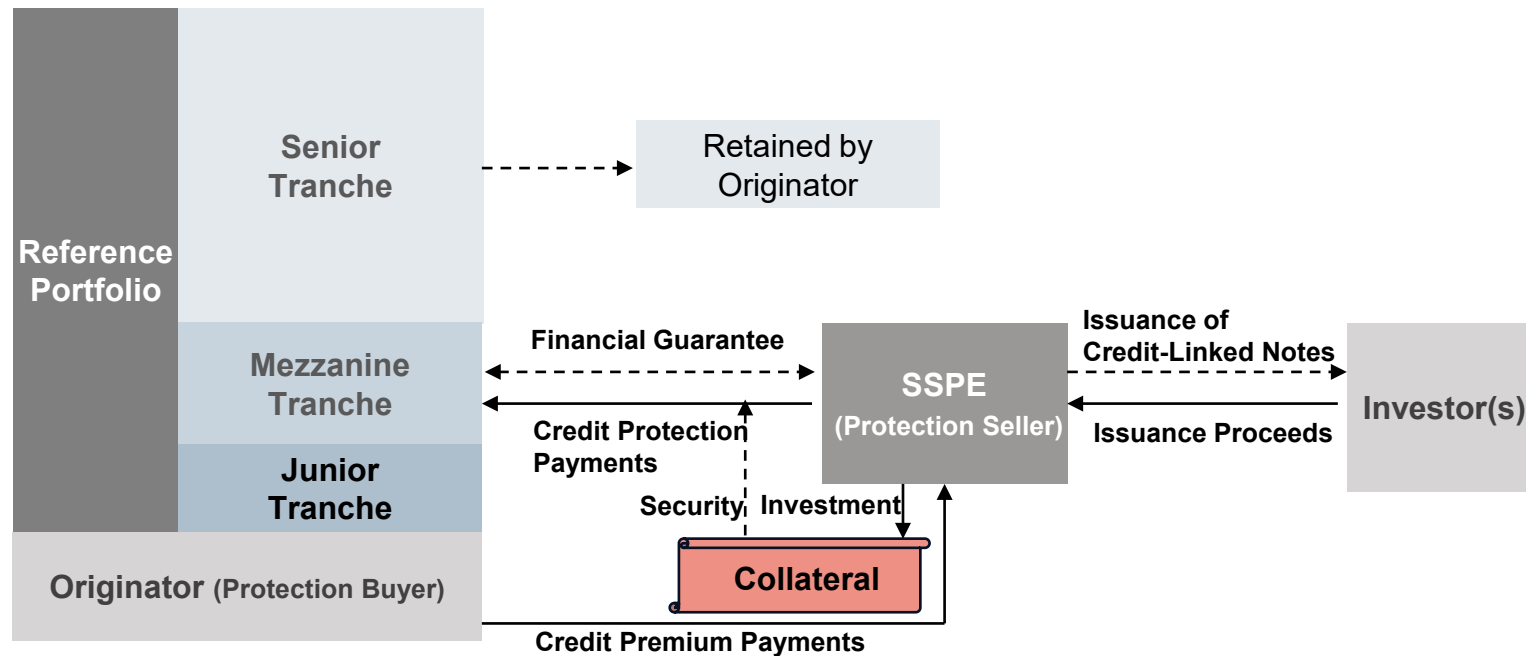 Senior
Tranche
Retained by
Originator
Reference
Portfolio
Mezzanine
Tranche
Financial Guarantee
Credit Protection
Payments
SSPE
(Protection Seller)
Issuance of
Credit-Linked Notes
Issuance Proceeds
Investor(s)
Junior
Tranche
Security
Investment
Collateral
Originator (Protection Buyer)
Credit Premium Payments